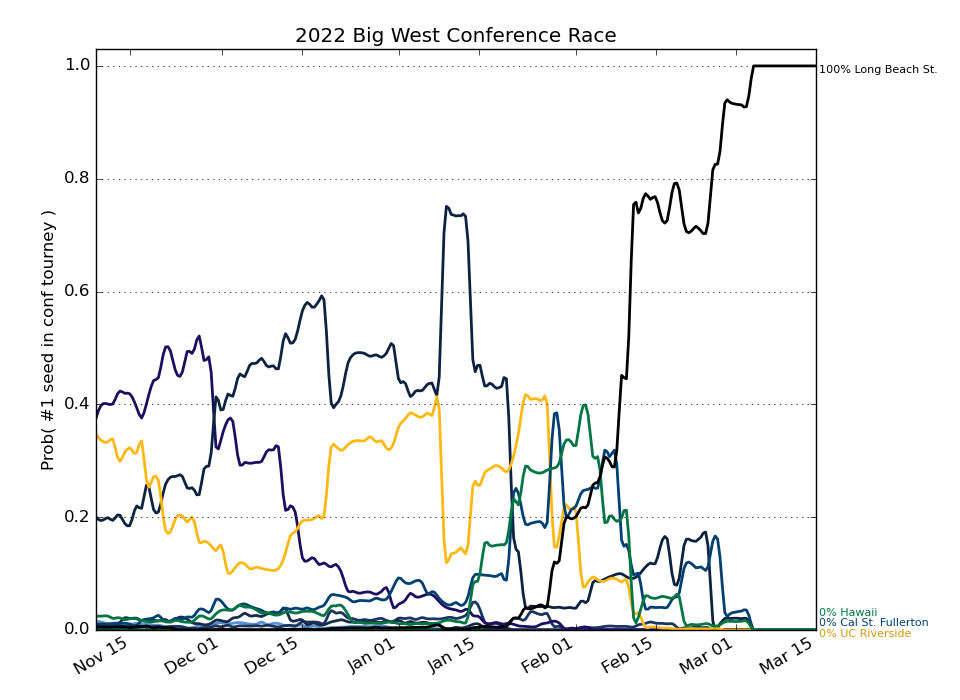 2022 Big West Conference Race
Prob( #1 seed in conf tourney )
1.0
0.8
0.6
0.4
0.2
0.0
100% Long Beach St.
0% Hawaii
0% Cal St. Fullerton
0% UC Riverside
Nov 15
Dec 01
Dec 15
Jan 01
Jan 15
Feb 01
Feb 15
Mar 01
Mar 15